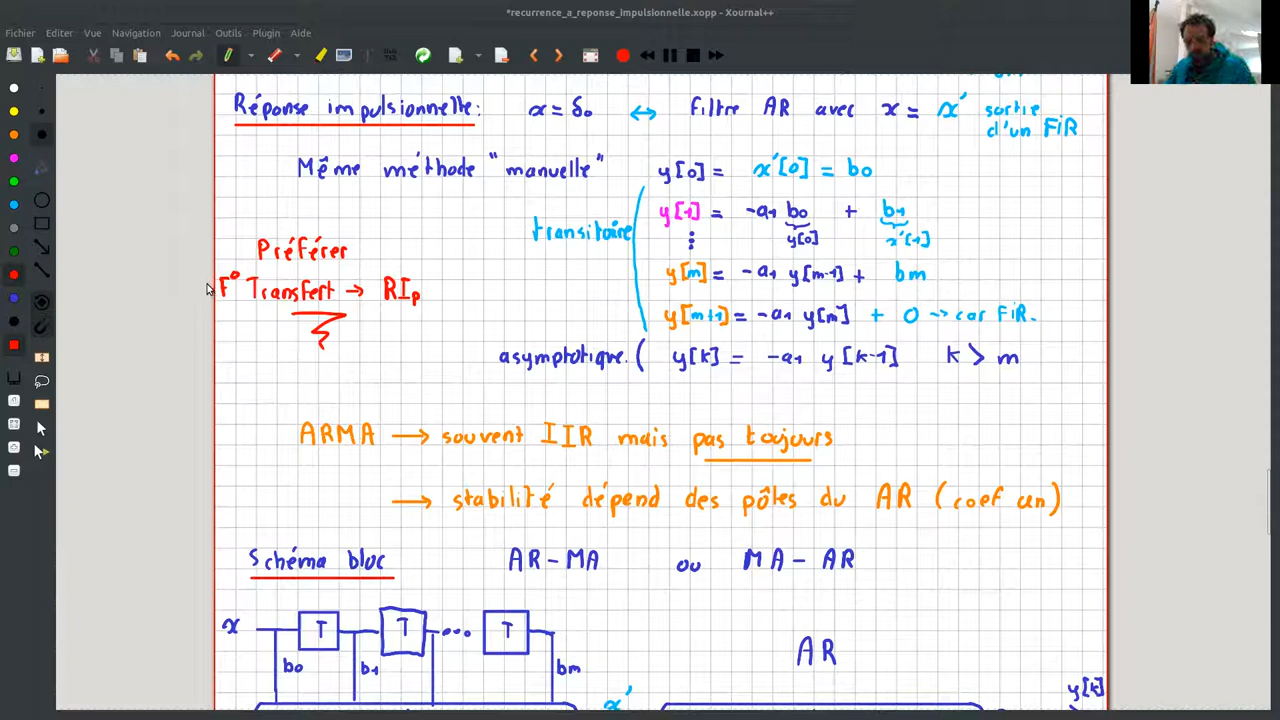 *recurrence_a_reponse_impulsionnelle.xopp - Xournal++
Fichier Editer Vue Navigation Journal Outils Plugin Aide
Réponse impulsionnelle: x = δ₀ ↔ Filtre AR avec x = x' sortie d'un FiR
Même méthode "manuelle" y[0] = x'[0] = b₀
transitoire y[1] = -a₁ b₀ + b₁
y[0] x'[1]
⋮
Préférer
y[m] = -a₁ y[m-1] + bm
F° Transfert → RIp
y[m+1] = -a₁ y[m] + 0 → car FiR.
asymptotique. ( y[k] = -a₁ y[k-1] k > m
ARMA → souvent IIR mais pas toujours
→ stabilité dépend des pôles du AR (coef an)
Schéma bloc AR-MA ou MA-AR
x T T ... T
AR
b₀ b₁ bm
x' y[k]